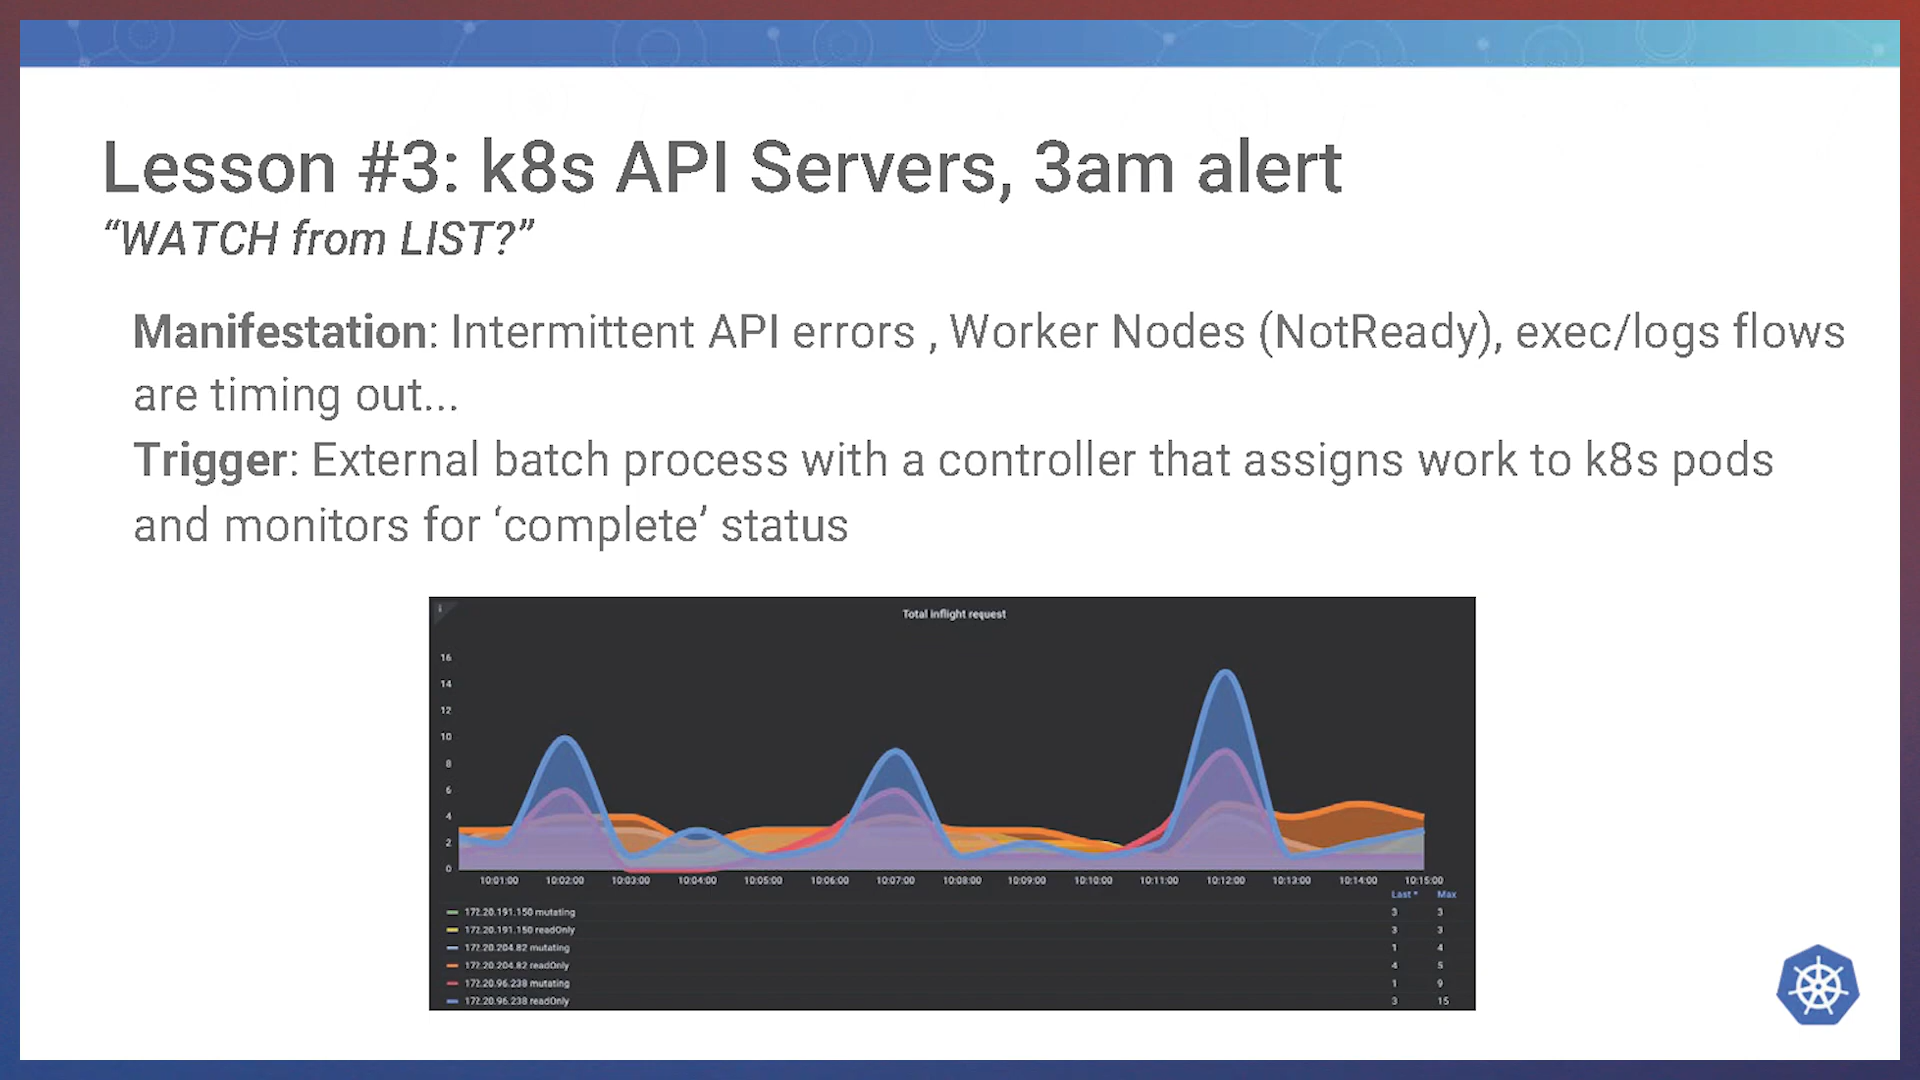 Lesson #3: k8s API Servers, 3am alert
“WATCH from LIST?”
Manifestation: Intermittent API errors , Worker Nodes (NotReady), exec/logs flows
are timing out...
Trigger: External batch process with a controller that assigns work to k8s pods
and monitors for ‘complete’ status
i
Total inflight request
16
14
12
10
8
6
4
2
0
10:01:00 10:02:00 10:03:00 10:04:00 10:05:00 10:06:00 10:07:00 10:08:00 10:09:00 10:10:00 10:11:00 10:12:00 10:13:00 10:14:00 10:15:00
Last Max
172.20.191.150 mutating 3 3
172.20.191.150 readOnly 3 3
172.20.204.82 mutating 1 4
172.20.204.82 readOnly 4 5
172.20.96.238 mutating 1 9
172.20.96.238 readOnly 3 15